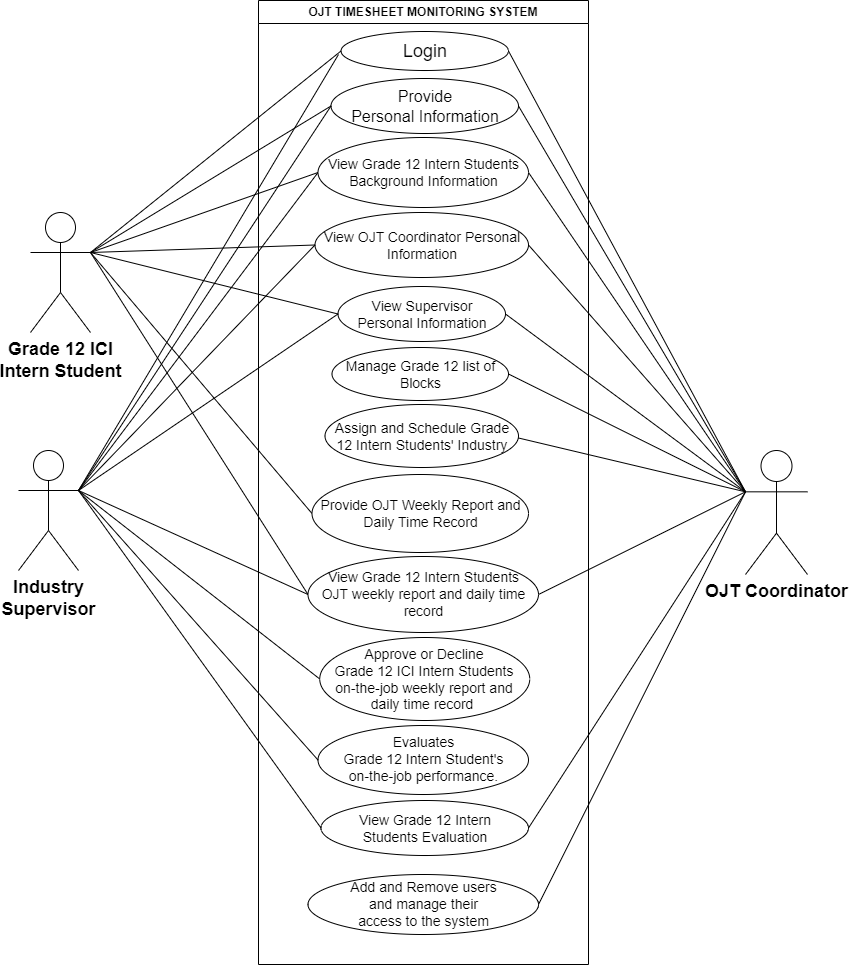 OJT TIMESHEET MONITORING SYSTEM
Login
Provide
Personal Information
View Grade 12 Intern Students
Background Information
View OJT Coordinator Personal
Information
View Supervisor
Personal Information
Grade 12 ICI
Intern Student
Manage Grade 12 list of
Blocks
Assign and Schedule Grade
12 Intern Students' Industry
Provide OJT Weekly Report and
Daily Time Record
Industry
Supervisor
OJT Coordinator
View Grade 12 Intern Students
OJT weekly report and daily time
record
Approve or Decline
Grade 12 ICI Intern Students
on-the-job weekly report and
daily time record
Evaluates
Grade 12 Intern Student's
on-the-job performance.
View Grade 12 Intern
Students Evaluation
Add and Remove users
and manage their
access to the system